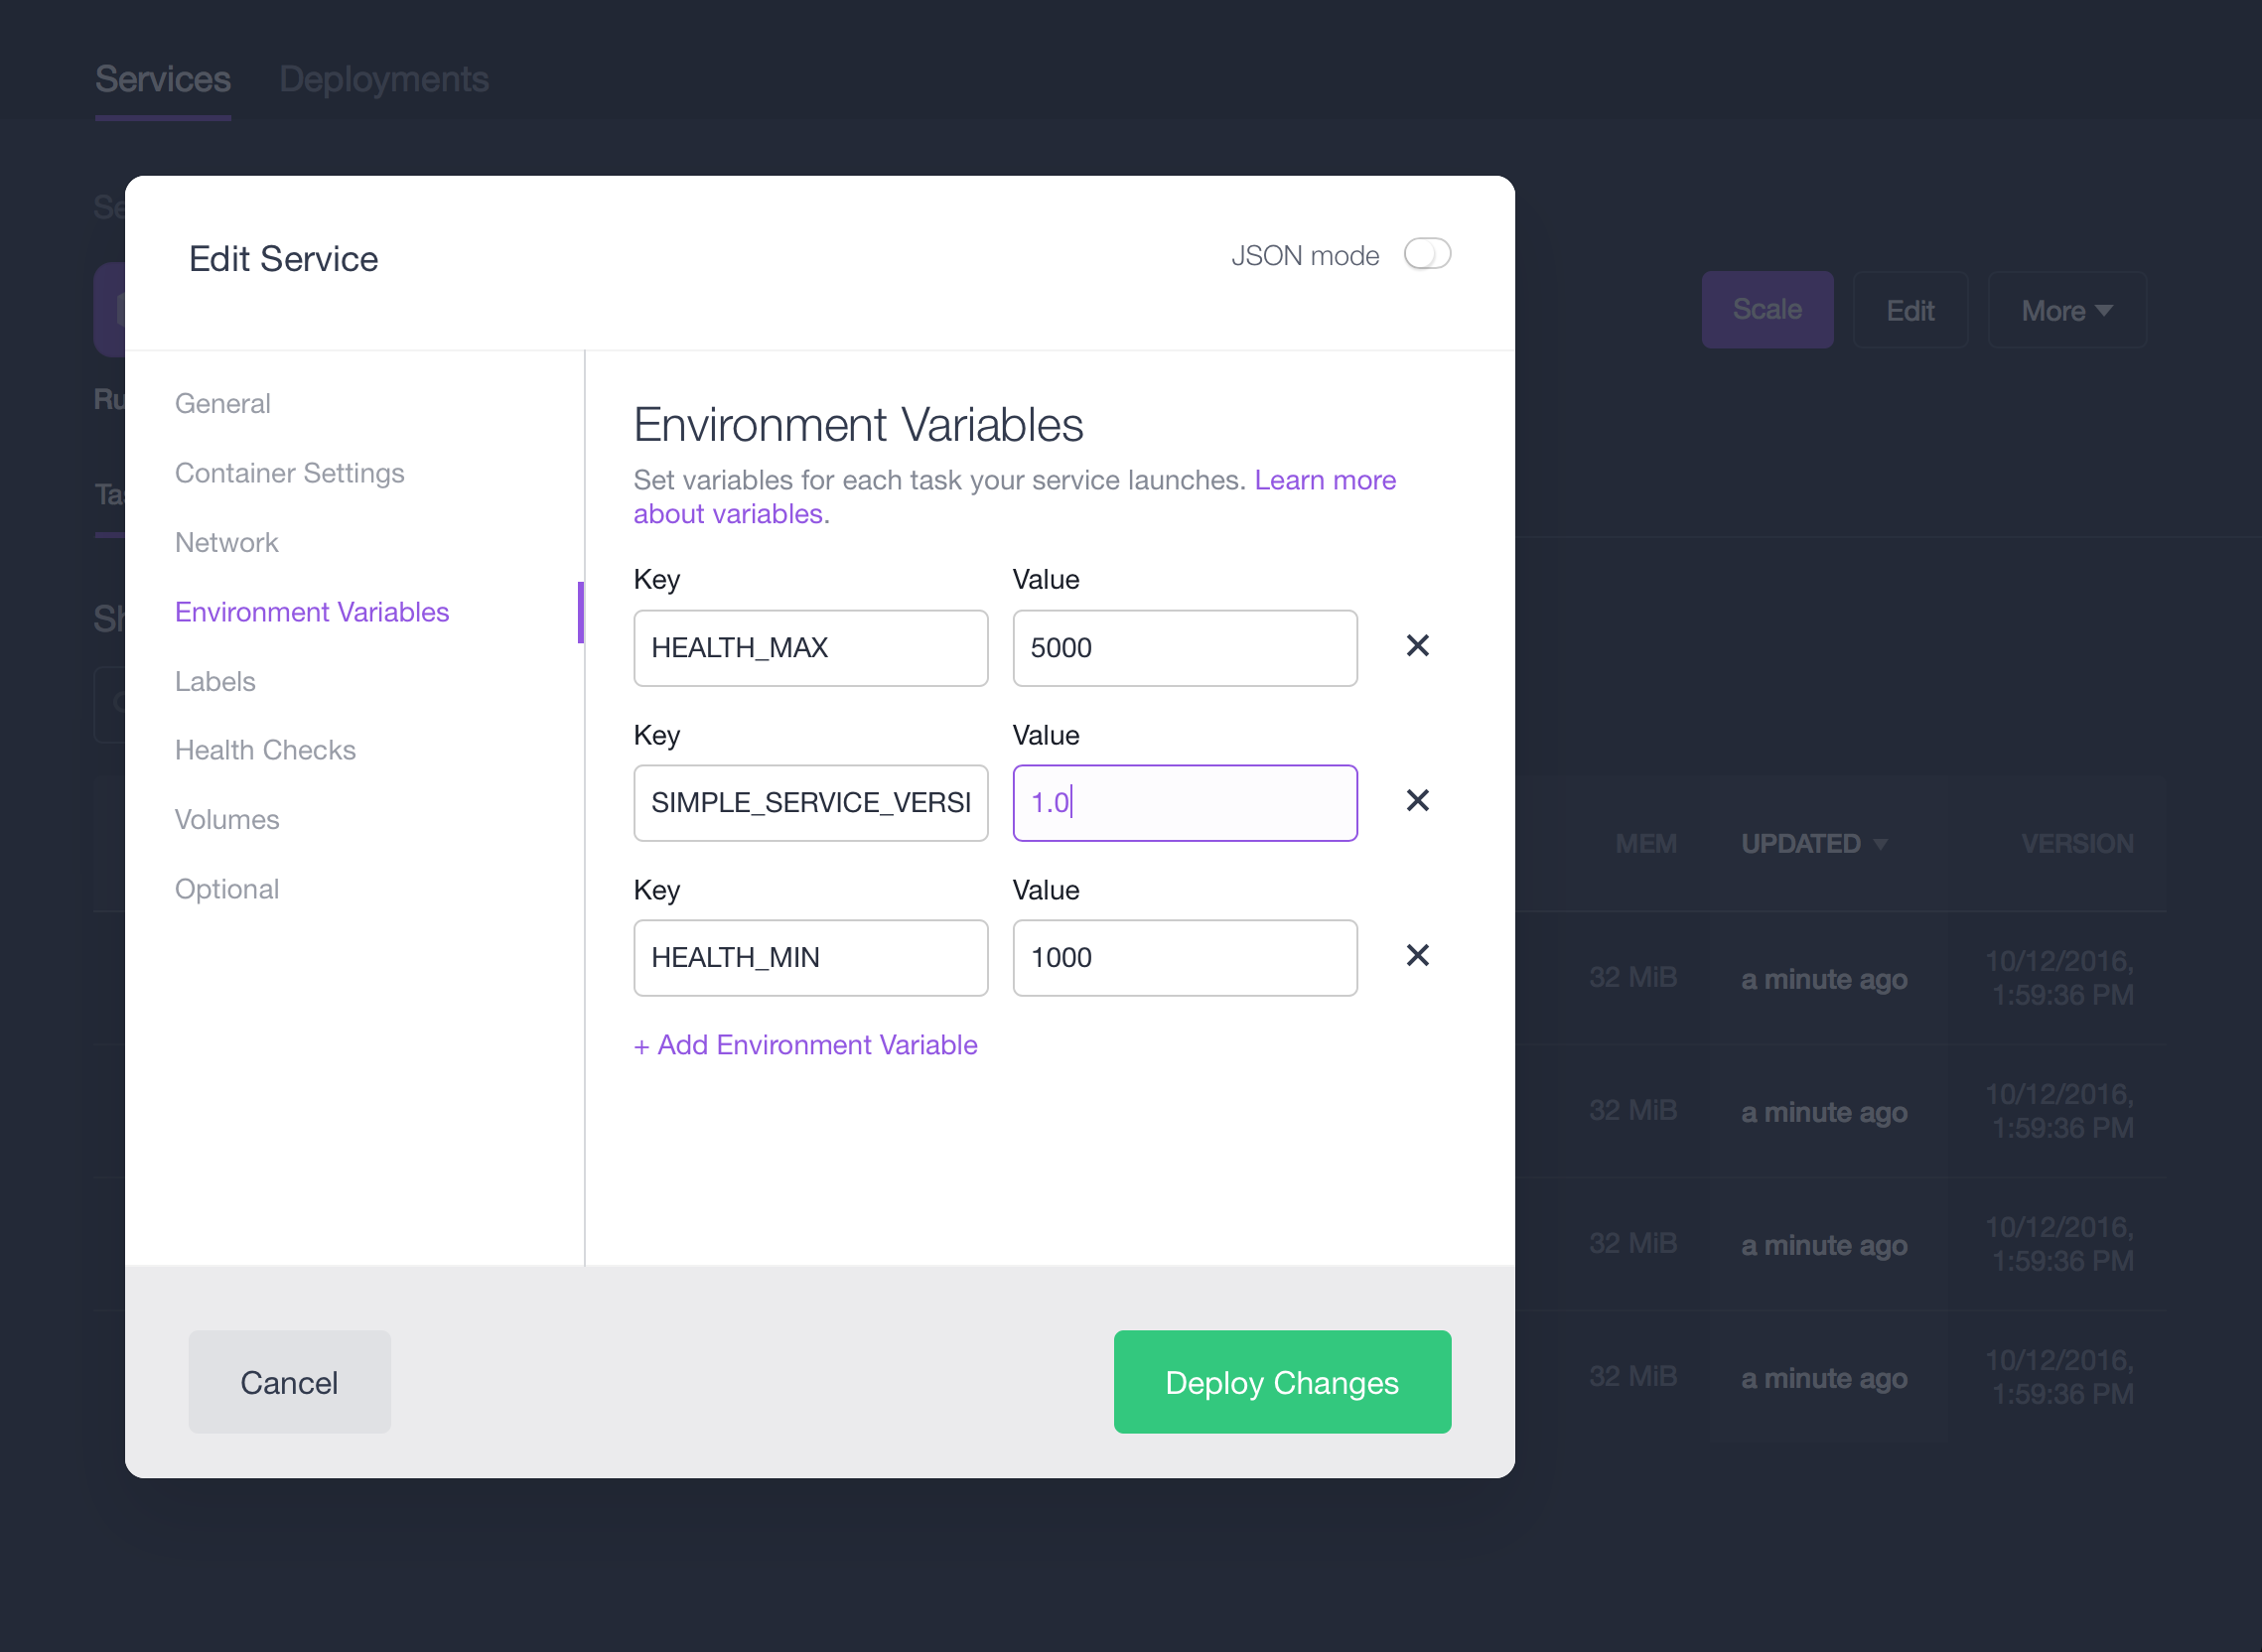 Services Deployments
Edit Service
JSON mode
Scale
Edit
More
General
Container Settings
Network
Environment Variables
Labels
Health Checks
Volumes
Optional
Environment Variables
Set variables for each task your service launches. Learn more
about variables.
Key Value
HEALTH_MAX 5000
Key Value
SIMPLE_SERVICE_VERSI 1.0
Key Value
HEALTH_MIN 1000
+ Add Environment Variable
Cancel
Deploy Changes
MEM UPDATED VERSION
32 MiB a minute ago 10/12/2016,
1:59:36 PM
32 MiB a minute ago 10/12/2016,
1:59:36 PM
32 MiB a minute ago 10/12/2016,
1:59:36 PM
32 MiB a minute ago 10/12/2016,
1:59:36 PM